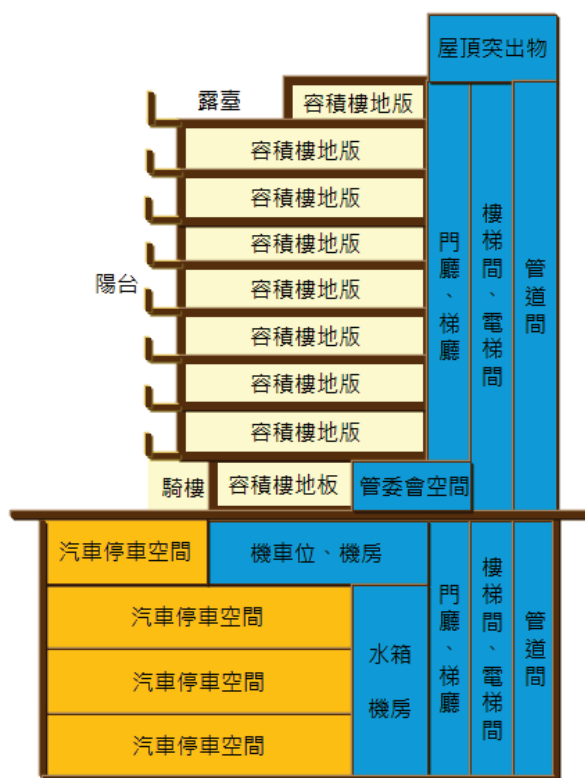 屋頂突出物
露臺
容積樓地版
容積樓地版
容積樓地版
容積樓地版
陽台
容積樓地版
容積樓地版
容積樓地版
容積樓地版
門廳、梯廳
樓梯間、電梯間
管道間
騎樓
容積樓地板
管委會空間
汽車停車空間
機車位、機房
汽車停車空間
汽車停車空間
汽車停車空間
水箱
機房
門廳、梯廳
樓梯間、電梯間
管道間